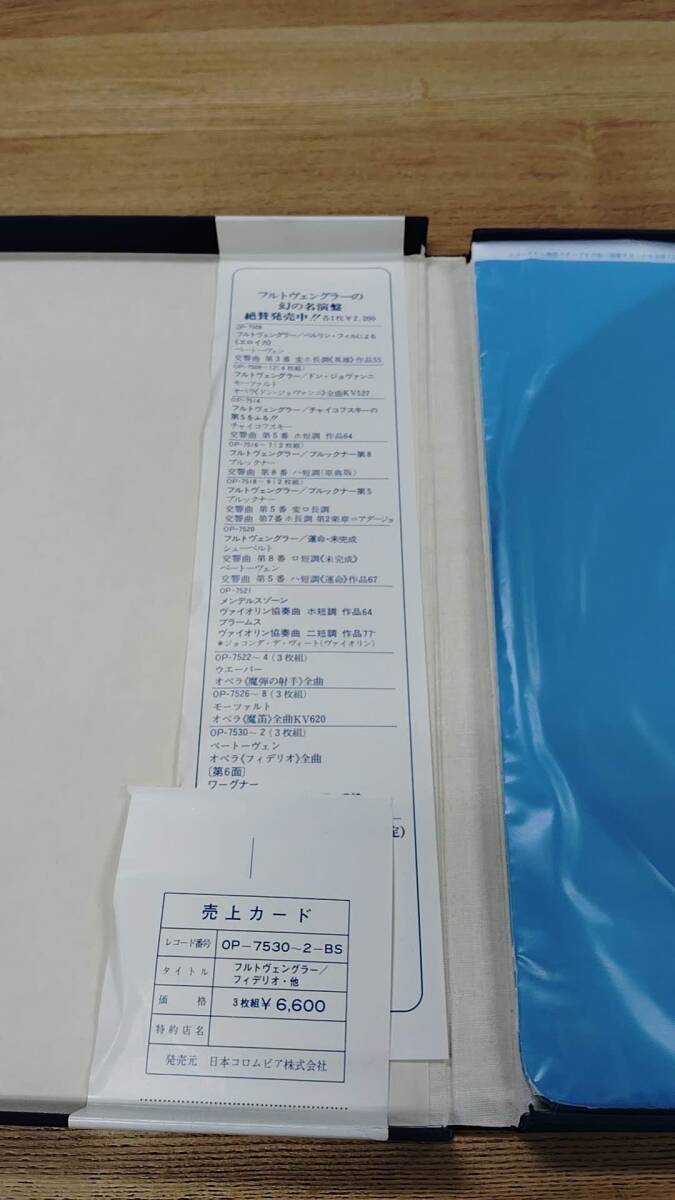 フルトヴェングラーの
幻の名演盤
絶賛発売中!! 各1枚￥2,200
フルトヴェングラー/ベルリン・フィルによる
《エロイカ》
ベートーヴェン
交響曲 第3番 変ホ長調《英雄》作品55
フルトヴェングラー/ドン・ジョヴァンニ
モーツァルト
オペラ《ドン・ジョヴァンニ》全曲KV527
OP-7514
フルトヴェングラー/チャイコフスキーの
第5をふる!!
チャイコフスキー
交響曲 第5番 ホ短調 作品64
OP-7516〜7(2枚組)
フルトヴェングラー/ブルックナー第8
ブルックナー
交響曲 第8番 ハ短調(原典版)
OP-7518〜9(2枚組)
フルトヴェングラー/ブルックナー第5
ブルックナー
交響曲 第5番 変ロ長調
交響曲 第7番ホ長調 第2楽章=アダージョ
OP-7520
フルトヴェングラー/運命・未完成
シューベルト
交響曲 第8番 ロ短調《未完成》
ベートーヴェン
交響曲 第5番 ハ短調《運命》作品67
OP-7521
メンデルスゾーン
ヴァイオリン協奏曲 ホ短調 作品64
ブラームス
ヴァイオリン協奏曲 ニ短調 作品77*
*ジョコンダ・デ・ヴィート(ヴァイオリン)
OP-7522〜4(3枚組)
ウエーバー
オペラ《魔弾の射手》全曲
OP-7526〜8(3枚組)
モーツァルト
オペラ《魔笛》全曲KV620
OP-7530〜2(3枚組)
ベートーヴェン
オペラ《フィデリオ》全曲
[第6面]
ワーグナー
定)
売上カード
レコード番号 OP-7530〜2-BS
タイトル フルトヴェングラー/
フィデリオ・他
価格 3枚組￥6,600
特約店名
発売元 日本コロムビア株式会社